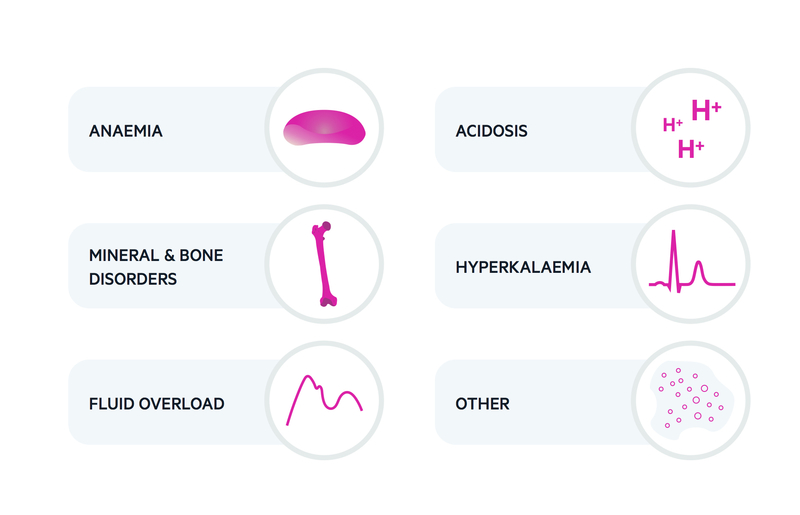 ANAEMIA
H+
H+
H+
ACIDOSIS
MINERAL & BONE
DISORDERS
HYPERKALAEMIA
FLUID OVERLOAD
OTHER